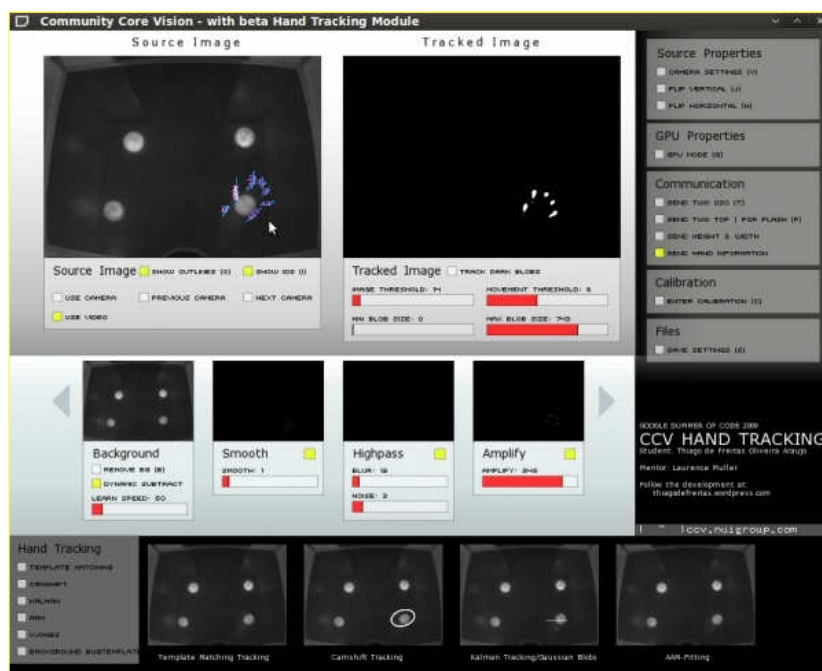 Community Core Vision - with beta Hand Tracking Module
Source Image
Tracked Image
Source Image
SHOW OUTLINES (O)
SHOW IDS (I)
USE CAMERA
PREVIOUS CAMERA
NEXT CAMERA
USE VIDEO
Tracked Image
TRACK DARK BLOBS
IMAGE THRESHOLD: 74
MOVEMENT THRESHOLD: 6
MIN BLOB SIZE: 0
MAX BLOB SIZE: 743
Source Properties
CAMERA SETTINGS (V)
FLIP VERTICAL (J)
FLIP HORIZONTAL (H)
GPU Properties
GPU MODE (G)
Communication
SEND TUIO OSC (T)
SEND TUIO TCP ( FOR FLASH (F)
SEND HEIGHT & WIDTH
SEND HAND INFORMATION
Calibration
ENTER CALIBRATION (C)
Files
SAVE SETTINGS (S)
Background
REMOVE BG (B)
DYNAMIC SUBTRACT
LEARN SPEED: 50
Smooth
SMOOTH: 1
Highpass
BLUR:
NOISE: 3
Amplify
AMPLIFY:
GOOGLE SUMMER OF CODE 2009
CCV HAND TRACKING
Student: Thiago de Freitas Oliveira Araujo
Mentor: Laurence Muller
Follow the development at:
thiagodefreitas.wordpress.com
ccv.nuigroup.com
Hand Tracking
TEMPLATE MATCHING
CAMSHIFT
KALMAN
AAM
VJONES
BACKGROUND SUBTEMPLATE
Template Matching Tracking
Camshift Tracking
Kalman Tracking/Gaussian Blobs
AAM-Fitting